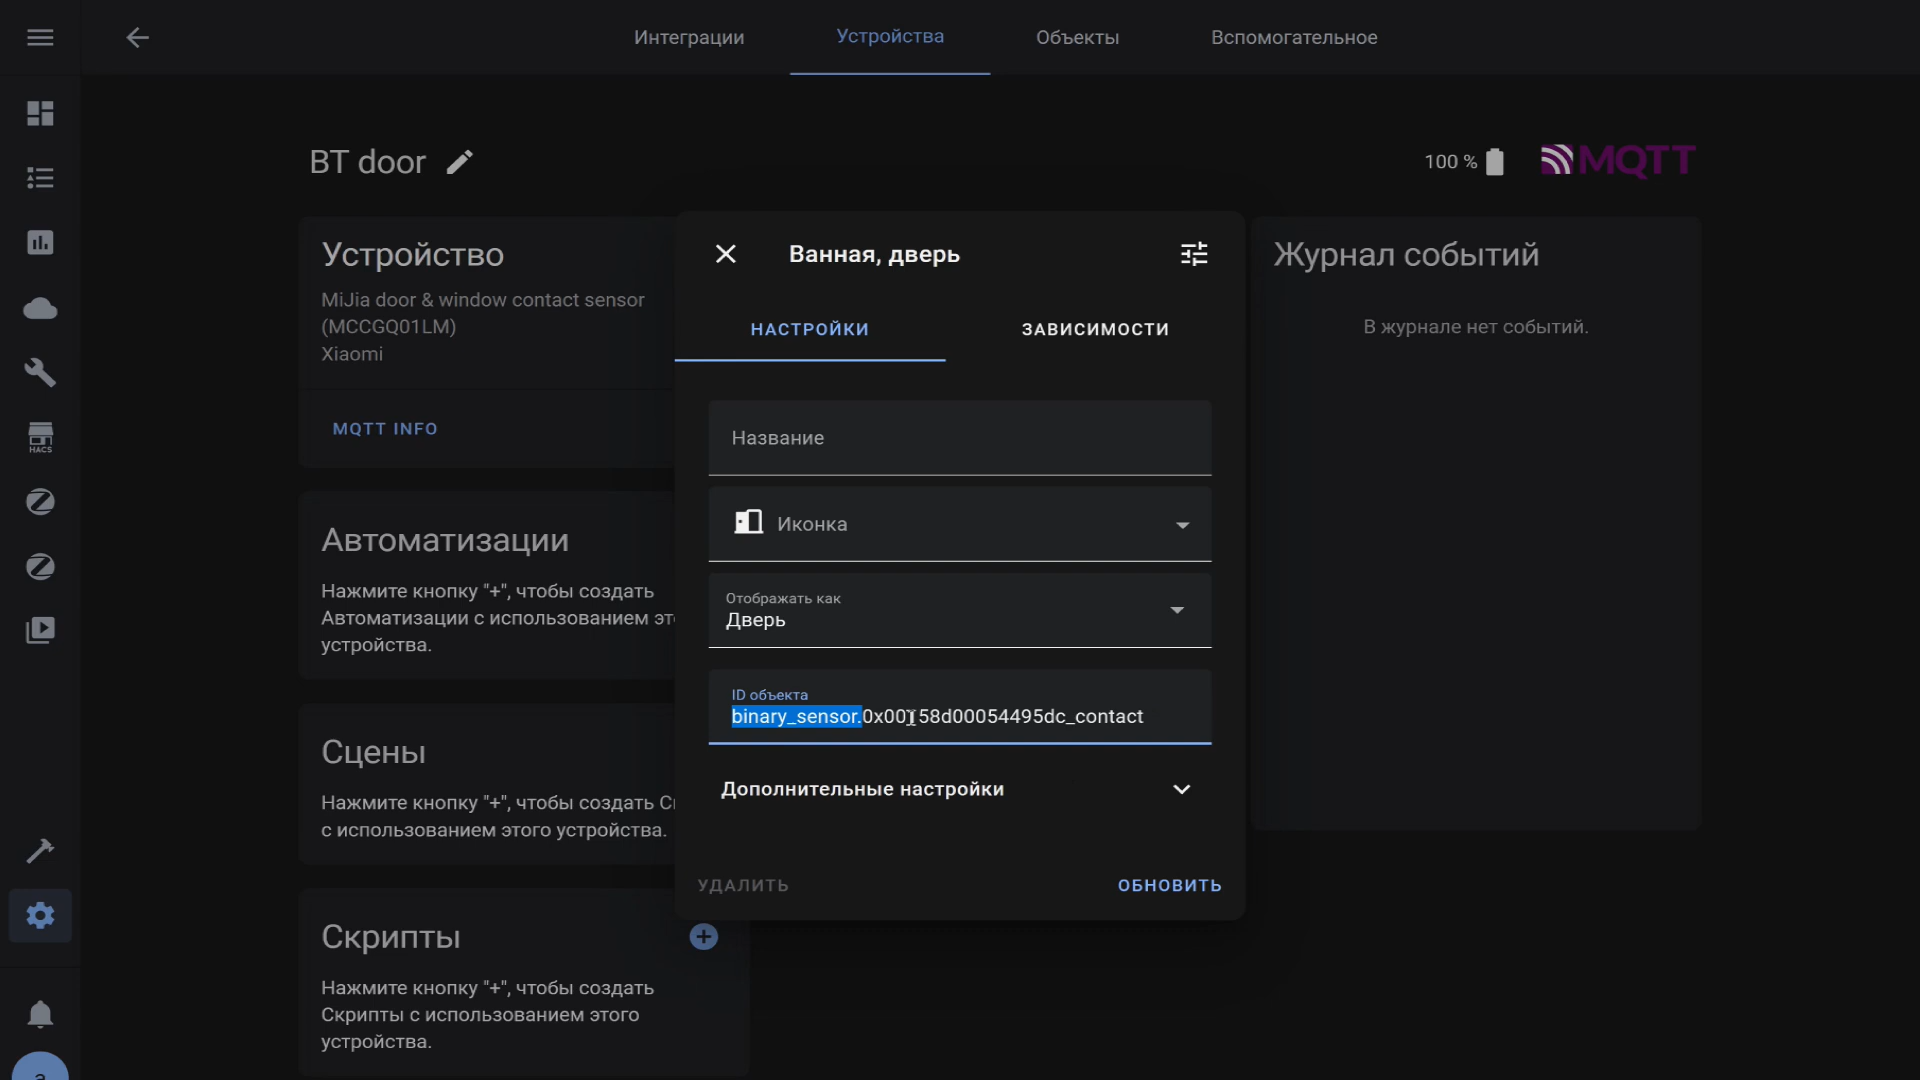 Интеграции
Устройства
Объекты
Вспомогательное
BT door
100 %
MQTT
Устройство
MiJia door & window contact sensor
(MCCGQ01LM)
Xiaomi
MQTT INFO
Автоматизации
Нажмите кнопку "+", чтобы создать
Автоматизации с использованием эт
устройства.
Сцены
Нажмите кнопку "+", чтобы создать С
с использованием этого устройства.
Скрипты
Нажмите кнопку "+", чтобы создать
Скрипты с использованием этого
устройства.
Ванная, дверь
НАСТРОЙКИ
ЗАВИСИМОСТИ
Название
Иконка
Отображать как
Дверь
ID объекта
binary_sensor.0x00158d00054495dc_contact
Дополнительные настройки
УДАЛИТЬ
ОБНОВИТЬ
Журнал событий
В журнале нет событий.
HACS
a